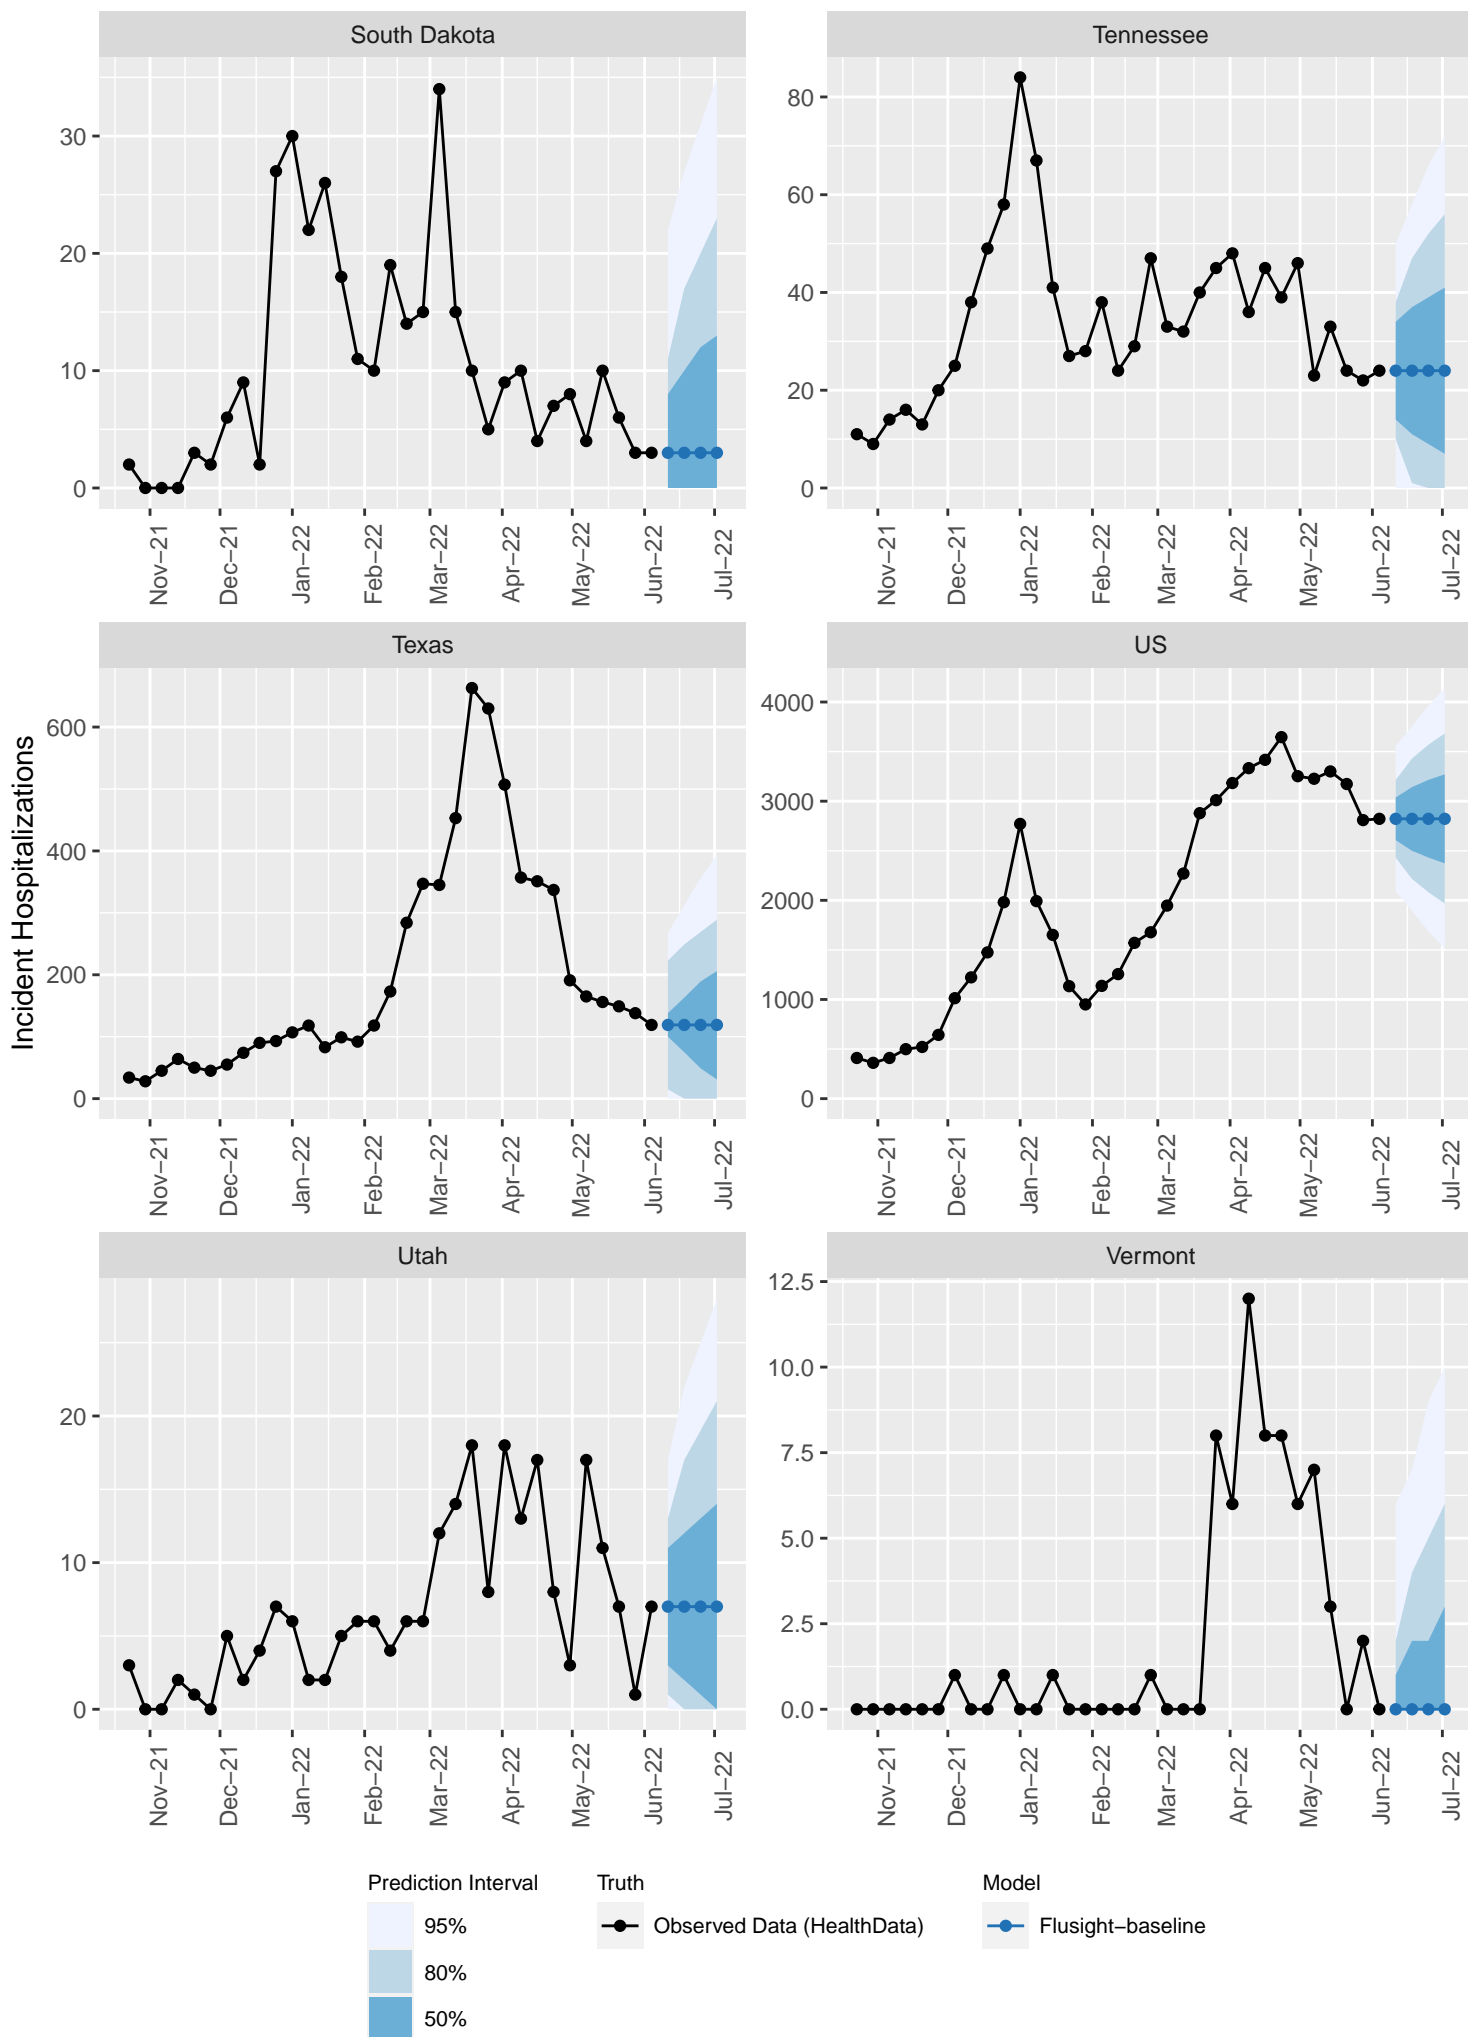 South Dakota
Tennessee
30
20
10
0
80
60
40
20
0
Nov−21
Dec−21
Jan−22
Feb−22
Mar−22
Apr−22
May−22
Jun−22
Jul−22
Nov−21
Dec−21
Jan−22
Feb−22
Mar−22
Apr−22
May−22
Jun−22
Jul−22
Incident Hospitalizations
Texas
US
600
400
200
0
4000
3000
2000
1000
0
Nov−21
Dec−21
Jan−22
Feb−22
Mar−22
Apr−22
May−22
Jun−22
Jul−22
Nov−21
Dec−21
Jan−22
Feb−22
Mar−22
Apr−22
May−22
Jun−22
Jul−22
Utah
Vermont
20
10
0
12.5
10.0
7.5
5.0
2.5
0.0
Nov−21
Dec−21
Jan−22
Feb−22
Mar−22
Apr−22
May−22
Jun−22
Jul−22
Nov−21
Dec−21
Jan−22
Feb−22
Mar−22
Apr−22
May−22
Jun−22
Jul−22
Prediction Interval
95%
80%
50%
Truth
Observed Data (HealthData)
Model
Flusight−baseline